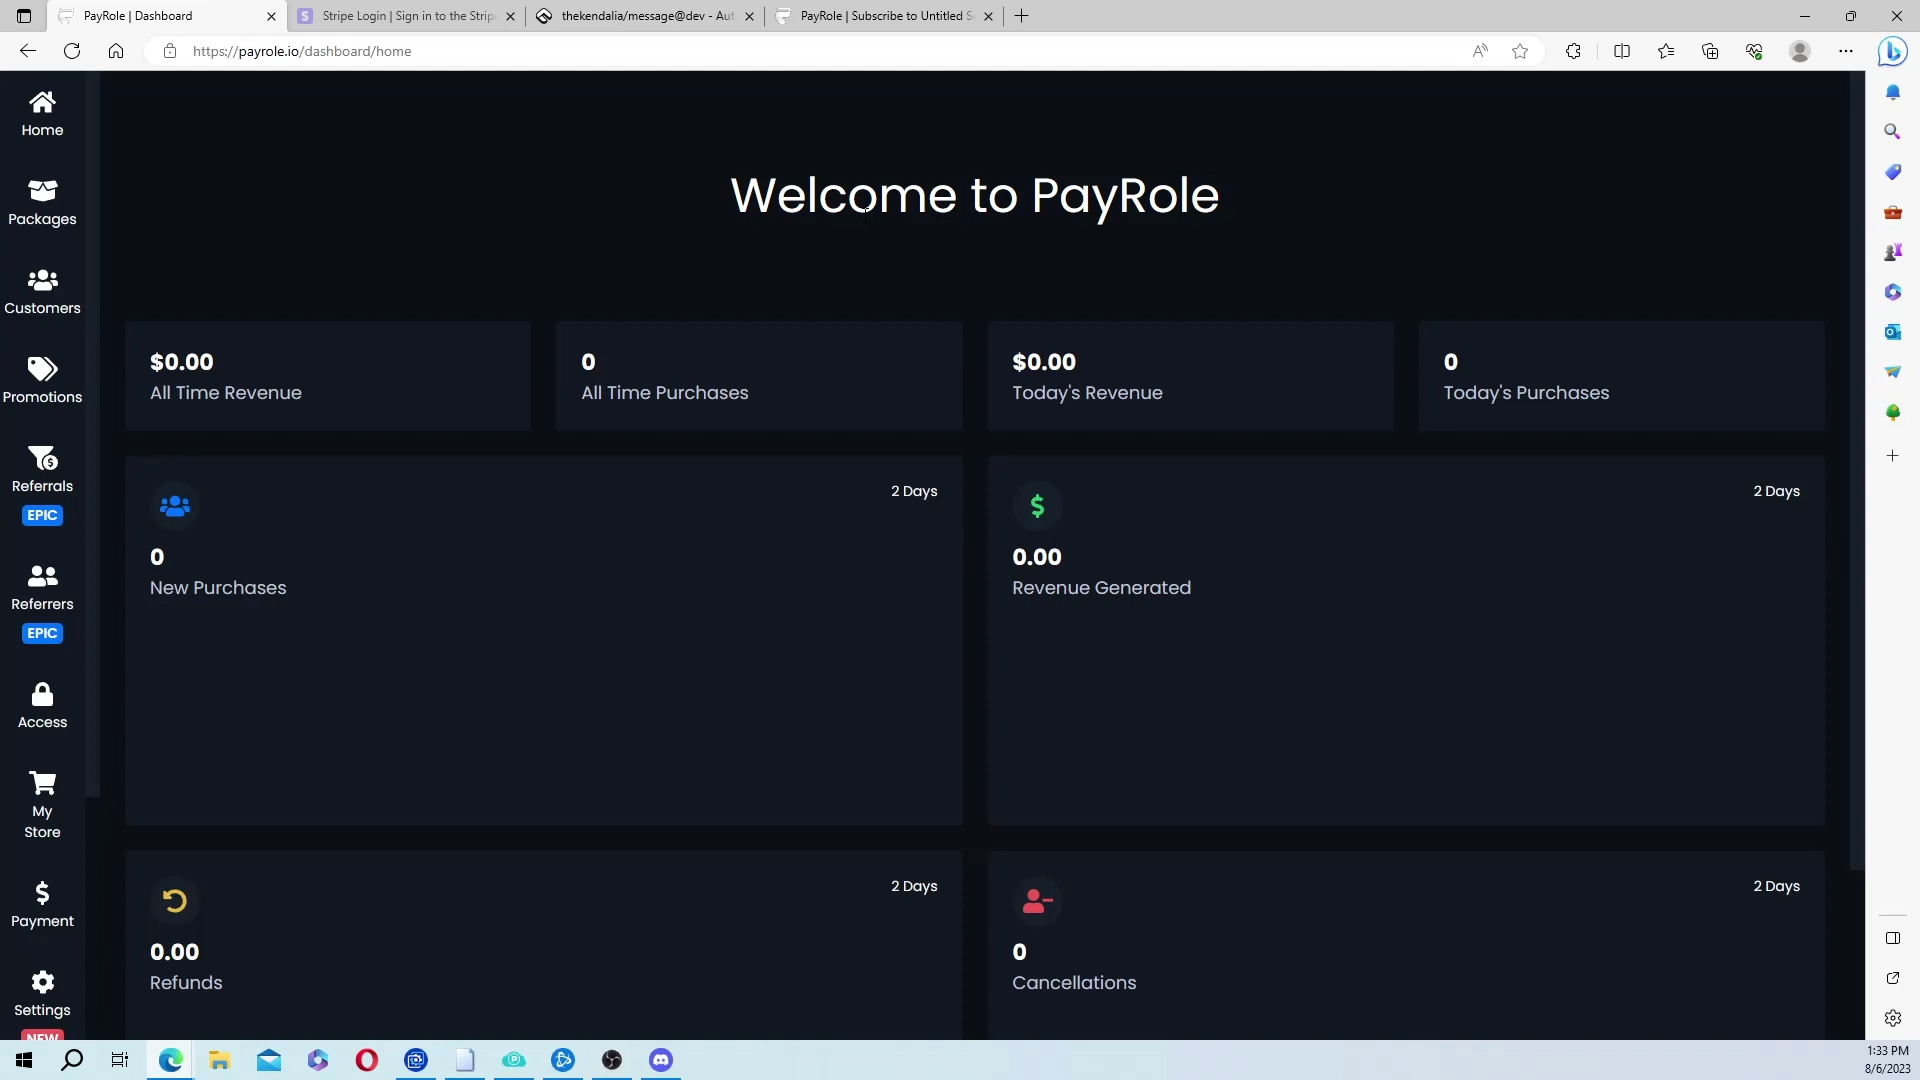 PayRole | Dashboard
Stripe Login | Sign in to the Strip
thekendalia/message@dev - Aut
PayRole | Subscribe to Untitled S
https://payrole.io/dashboard/home
Home
Packages
Customers
Promotions
Referrals
EPIC
Referrers
EPIC
Access
My
Store
Payment
Settings
NEW
Welcome to PayRole
$0.00
All Time Revenue
0
All Time Purchases
$0.00
Today's Revenue
0
Today's Purchases
2 Days
0
New Purchases
2 Days
0.00
Revenue Generated
2 Days
0.00
Refunds
2 Days
0
Cancellations
1:33 PM
8/6/2023